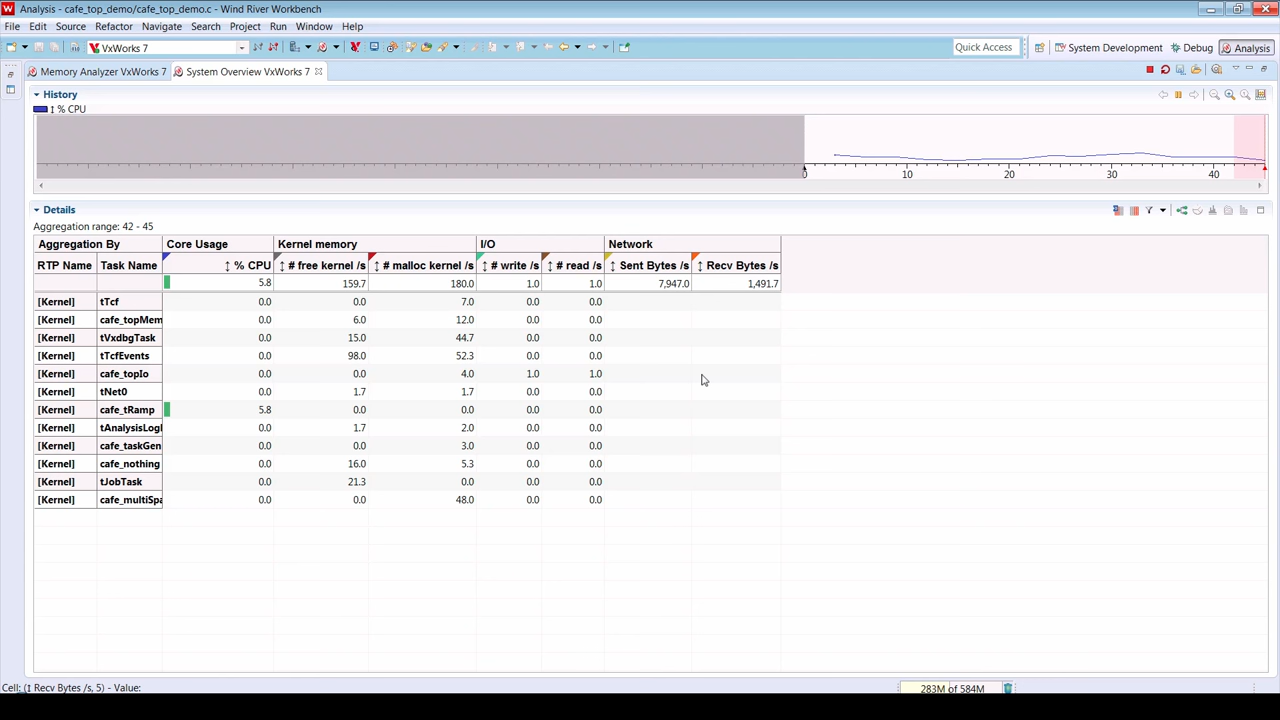 Analysis - cafe_top_demo/cafe_top_demo.c - Wind River Workbench
File Edit Source Refactor Navigate Search Project Run Window Help
VxWorks 7 Quick Access System Development Debug Analysis
Memory Analyzer VxWorks 7 System Overview VxWorks 7
History
% CPU
0 10 20 30 40
Details
Aggregation range: 42 - 45
Aggregation By Core Usage Kernel memory I/O Network
RTP Name Task Name % CPU # free kernel /s # malloc kernel /s # write /s # read /s Sent Bytes /s Recv Bytes /s
5.8 159.7 180.0 1.0 1.0 7,947.0 1,491.7
[Kernel] tTcf 0.0 0.0 7.0 0.0 0.0
[Kernel] cafe_topMem 0.0 6.0 12.0 0.0 0.0
[Kernel] tVxdbgTask 0.0 15.0 44.7 0.0 0.0
[Kernel] tTcfEvents 0.0 98.0 52.3 0.0 0.0
[Kernel] cafe_topIo 0.0 0.0 4.0 1.0 1.0
[Kernel] tNet0 0.0 1.7 1.7 0.0 0.0
[Kernel] cafe_tRamp 5.8 0.0 0.0 0.0 0.0
[Kernel] tAnalysisLogl 0.0 1.7 2.0 0.0 0.0
[Kernel] cafe_taskGen 0.0 0.0 3.0 0.0 0.0
[Kernel] cafe_nothing 0.0 16.0 5.3 0.0 0.0
[Kernel] tJobTask 0.0 21.3 0.0 0.0 0.0
[Kernel] cafe_multiSpa 0.0 0.0 48.0 0.0 0.0
Cell: (↕ Recv Bytes /s, 5) - Value: 283M of 584M